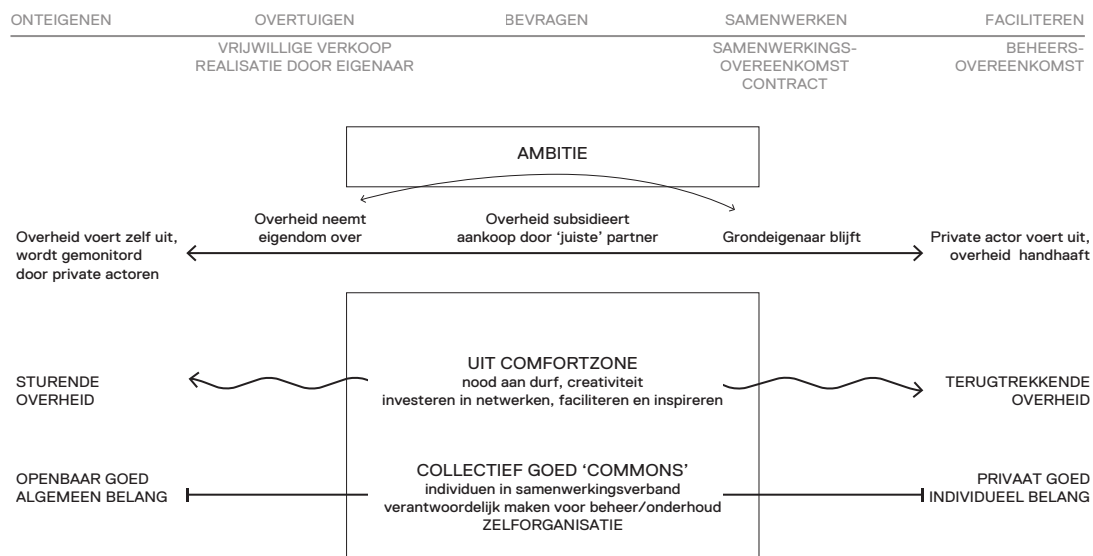 ONTEIGENEN
OVERTUIGEN
BEVRAGEN
SAMENWERKEN
FACILITEREN
VRIJWILLIGE VERKOOP
REALISATIE DOOR EIGENAAR
SAMENWERKINGS-
OVEREENKOMST
CONTRACT
BEHEERS-
OVEREENKOMST
AMBITIE
Overheid voert zelf uit,
wordt gemonitord
door private actoren
Overheid neemt
eigendom over
Overheid subsidieert
aankoop door ‘juiste’ partner
Grondeigenaar blijft
Private actor voert uit,
overheid handhaaft
STURENDE
OVERHEID
UIT COMFORTZONE
nood aan durf, creativiteit
investeren in netwerken, faciliteren en inspireren
TERUGTREKKENDE
OVERHEID
OPENBAAR GOED
ALGEMEEN BELANG
COLLECTIEF GOED ‘COMMONS’
individuen in samenwerkingsverband
verantwoordelijk maken voor beheer/onderhoud
ZELFORGANISATIE
PRIVAAT GOED
INDIVIDUEEL BELANG